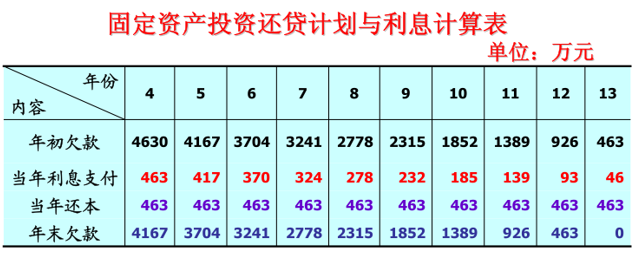 固定资产投资还贷计划与利息计算表
单位：万元
年份 4 5 6 7 8 9 10 11 12 13
内容
年初欠款 4630 4167 3704 3241 2778 2315 1852 1389 926 463
当年利息支付 463 417 370 324 278 232 185 139 93 46
当年还本 463 463 463 463 463 463 463 463 463 463
年末欠款 4167 3704 3241 2778 2315 1852 1389 926 463 0